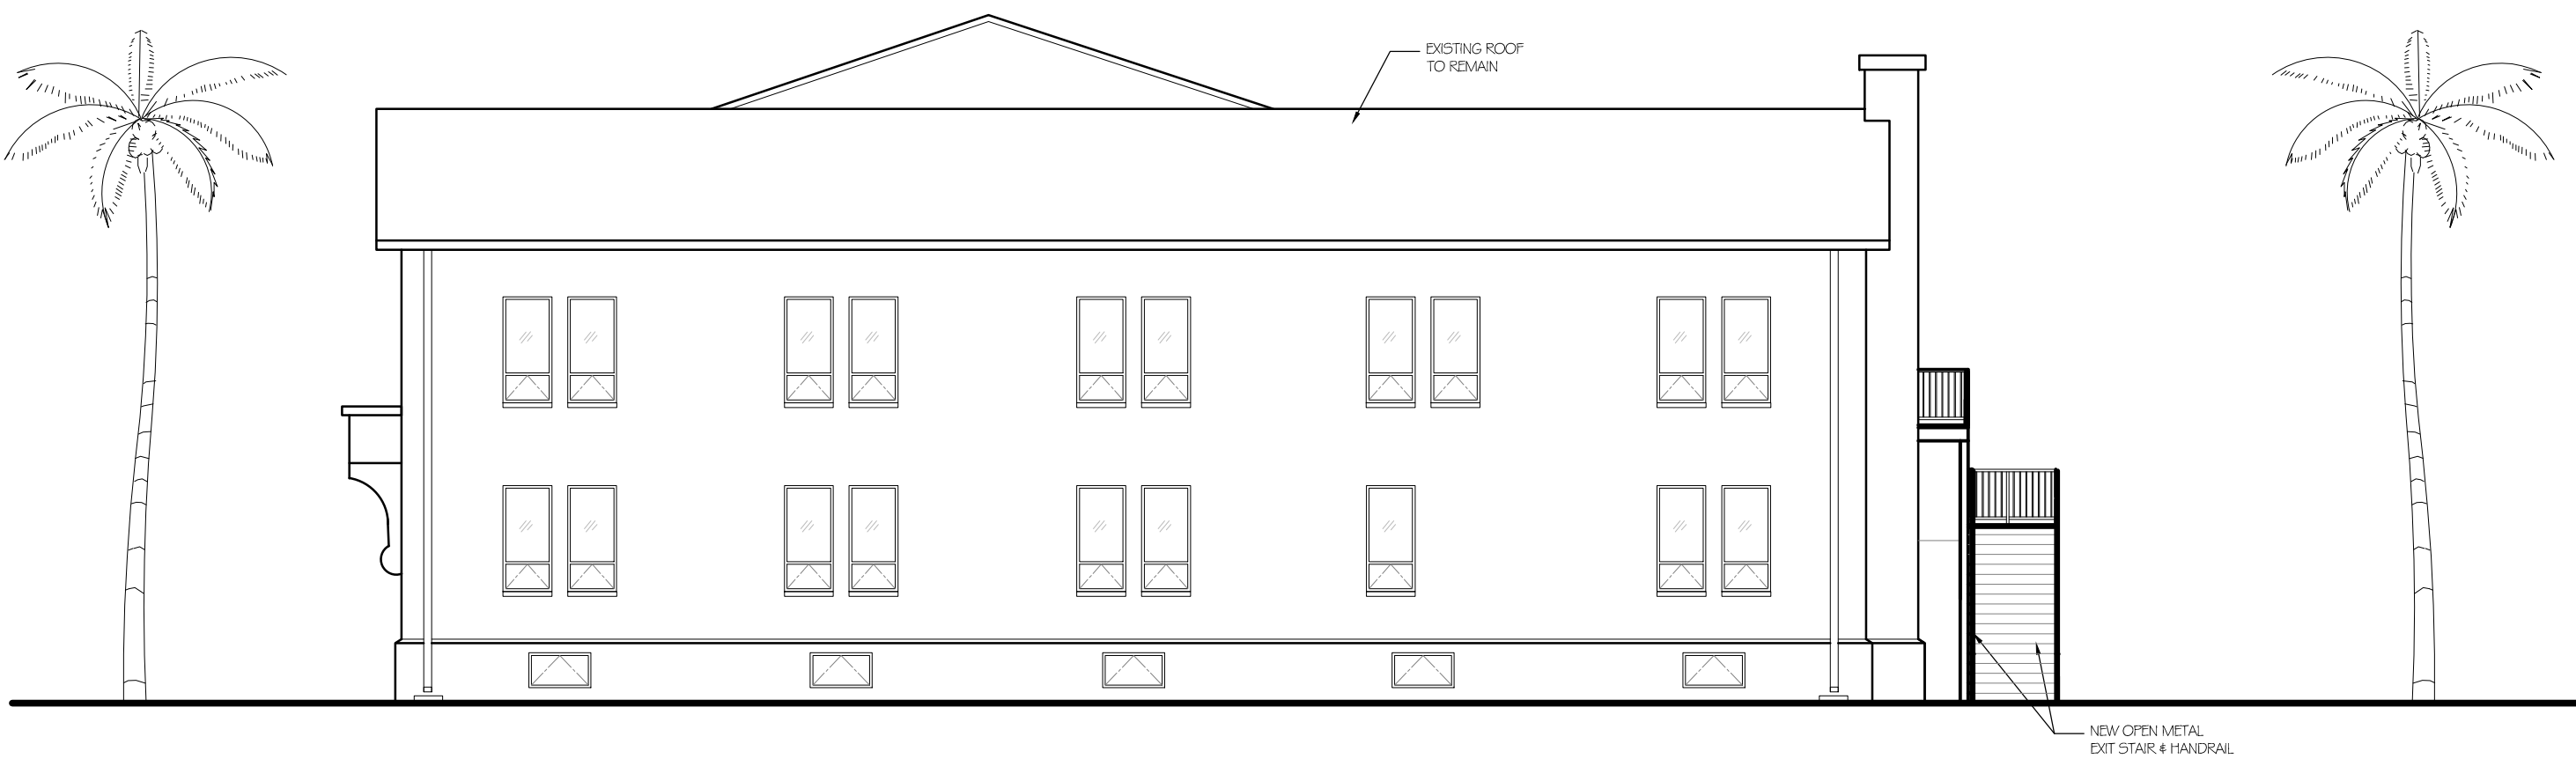 EXISTING ROOF
TO REMAIN
NEW OPEN METAL
EXIT STAIR & HANDRAIL